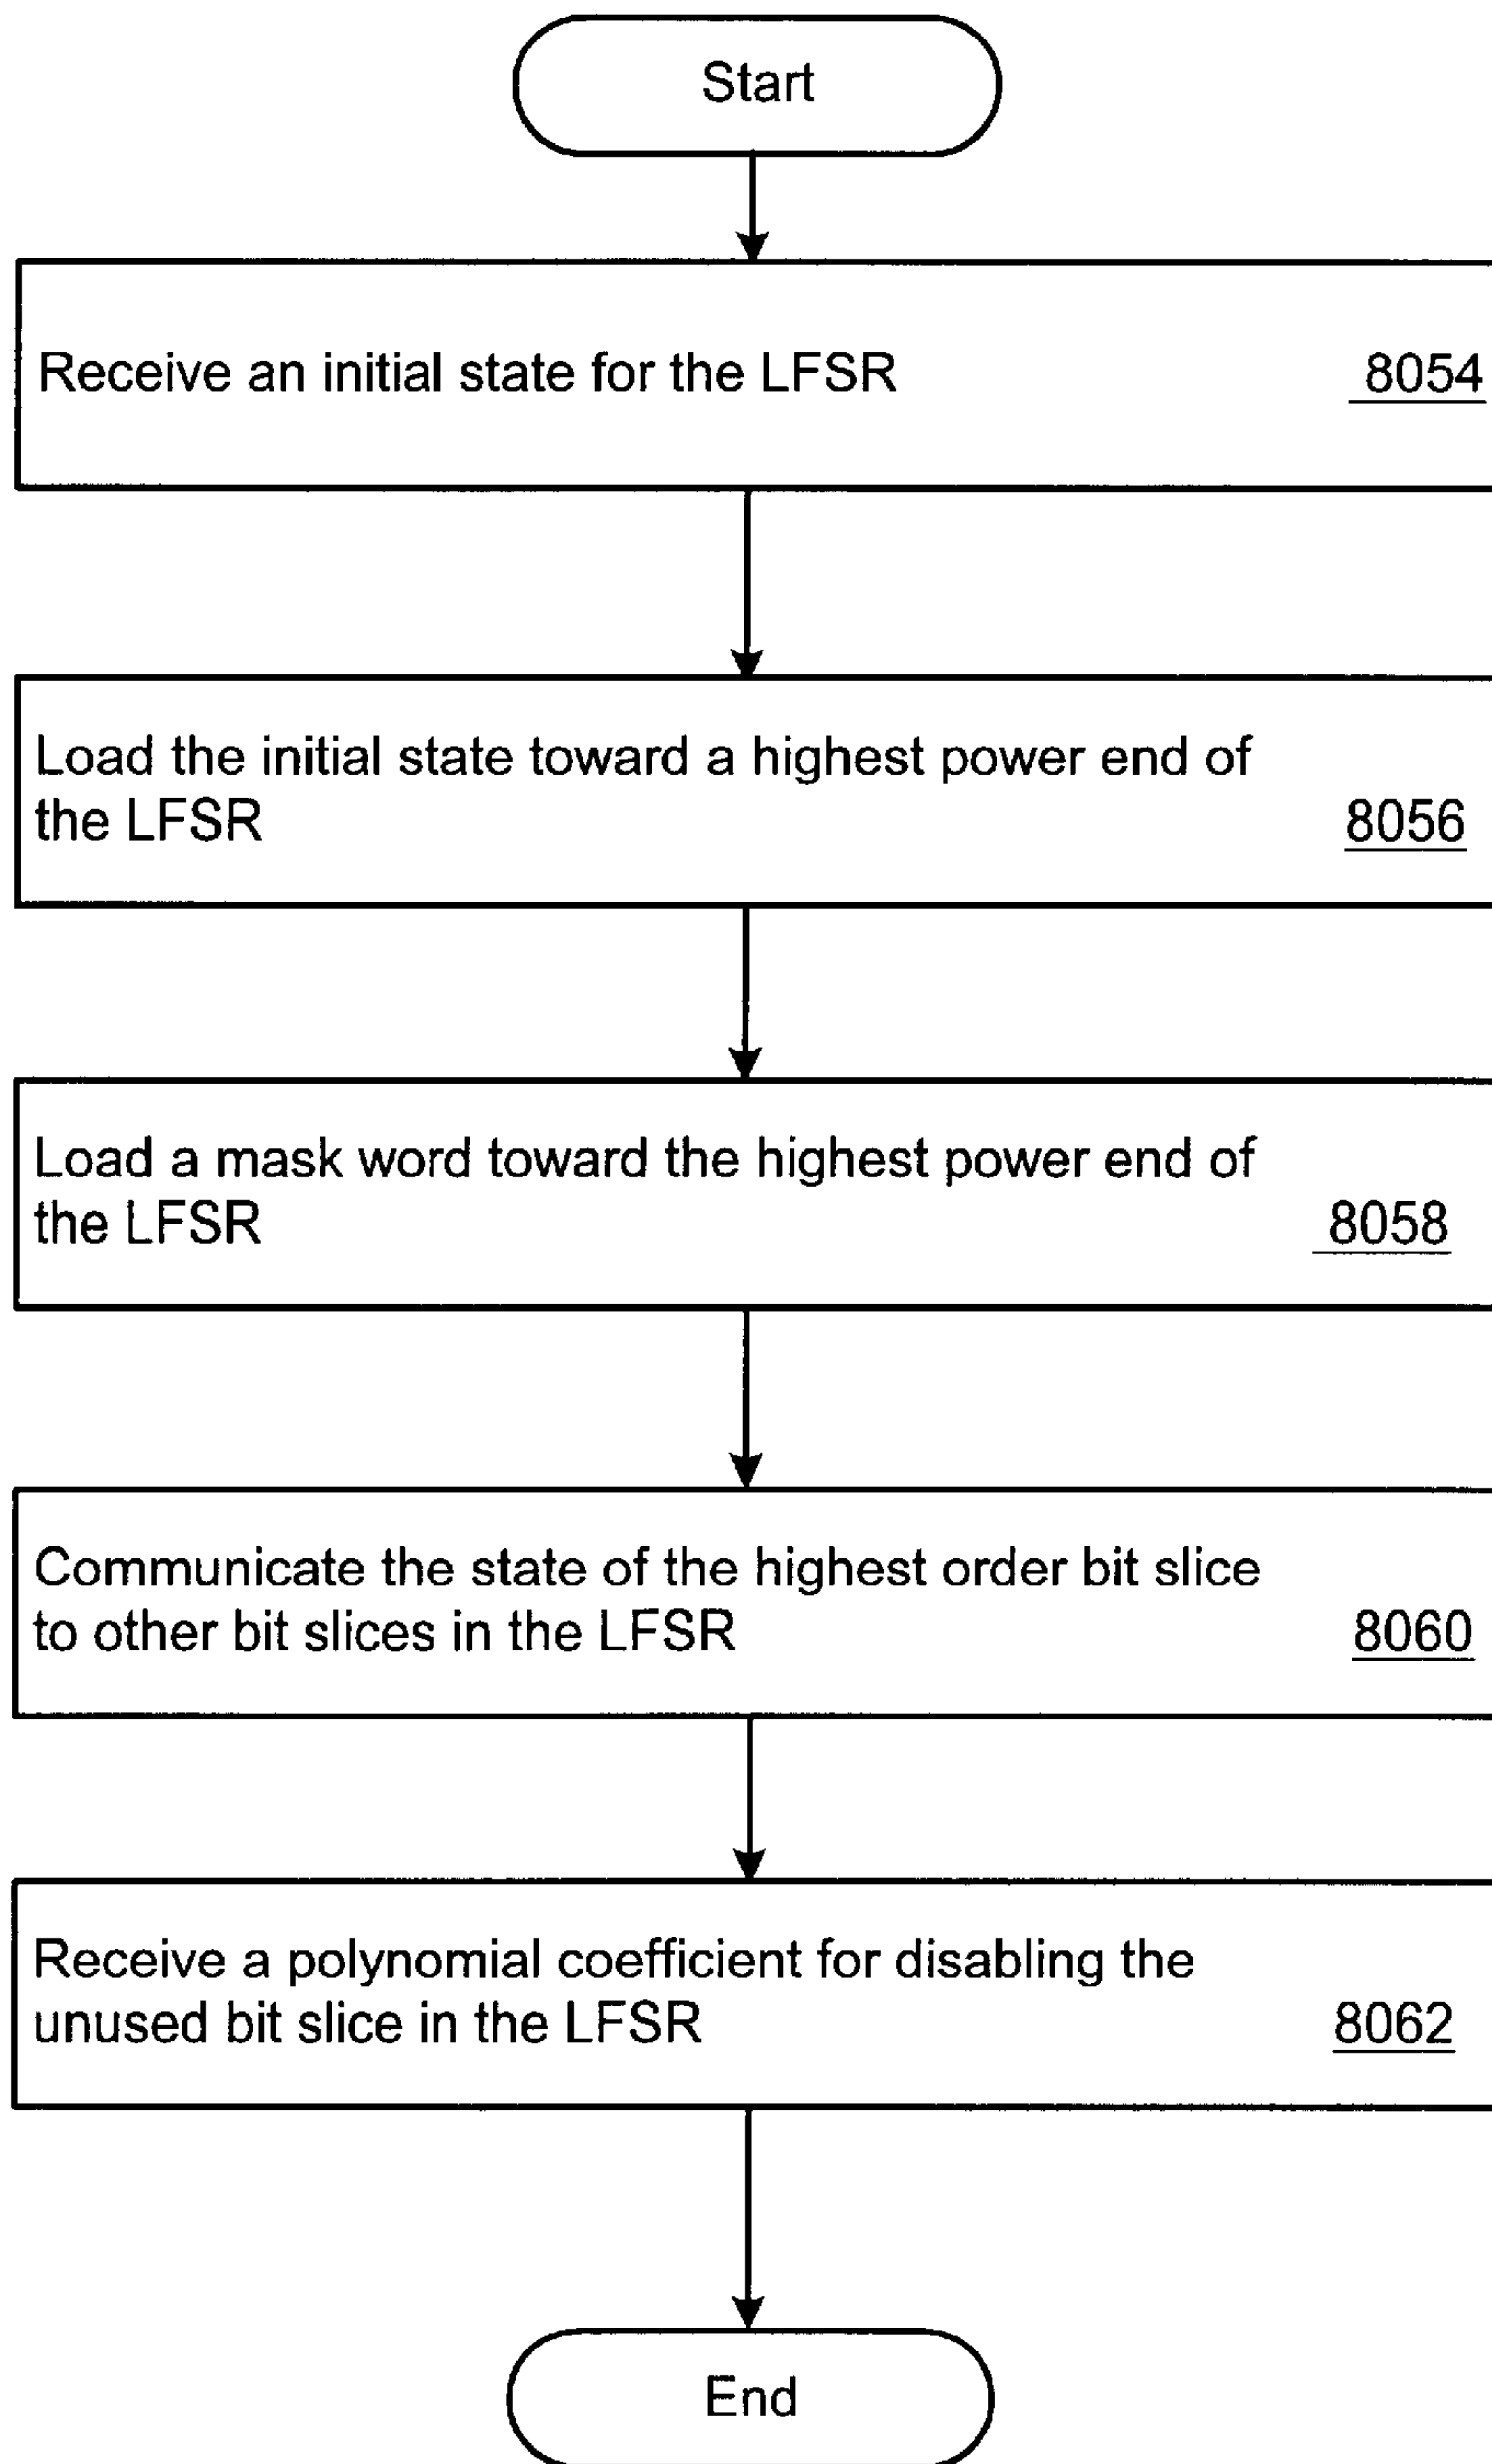 Start
Receive an initial state for the LFSR 8054
Load the initial state toward a highest power end of
the LFSR 8056
Load a mask word toward the highest power end of
the LFSR 8058
Communicate the state of the highest order bit slice
to other bit slices in the LFSR 8060
Receive a polynomial coefficient for disabling the
unused bit slice in the LFSR 8062
End